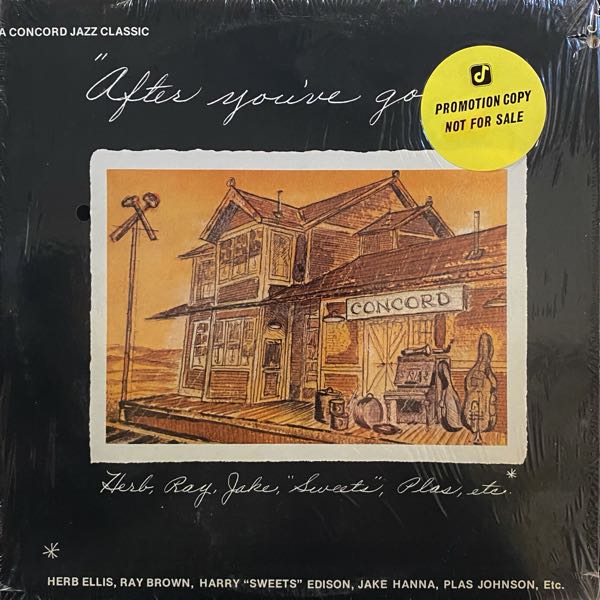 A CONCORD JAZZ CLASSIC
"After you've go
PROMOTION COPY
NOT FOR SALE
CONCORD
Herb, Ray, Jake, "Sweets", Plas, etc.*
*
HERB ELLIS, RAY BROWN, HARRY "SWEETS" EDISON, JAKE HANNA, PLAS JOHNSON, Etc.